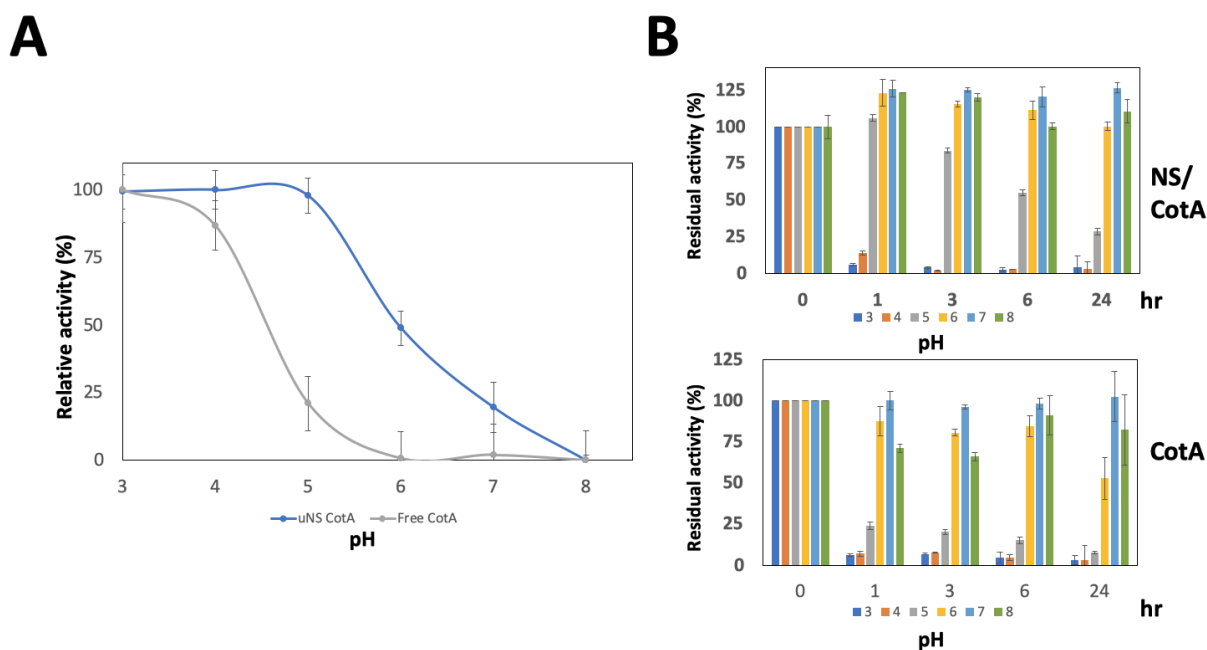 A
Relative activity (%)
100
75
50
25
0
3 4 5 6 7 8
uNS CotA Free CotA
pH
B
Residual activity (%)
125
100
75
50
25
0
0 1 3 6 24 hr
3 4 5 6 7 8
pH
NS/
CotA
Residual activity (%)
125
100
75
50
25
0
0 1 3 6 24 hr
3 4 5 6 7 8
pH
CotA